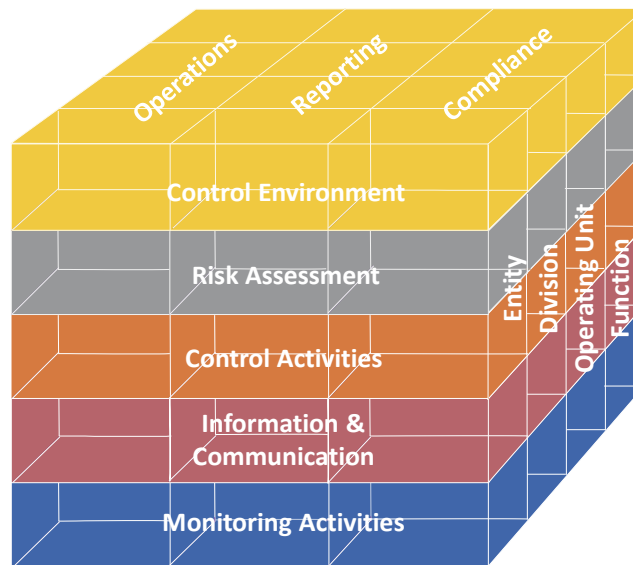 Operations
Reporting
Compliance
Control Environment
Risk Assessment
Control Activities
Information &
Communication
Monitoring Activities
Entity
Division
Operating Unit
Function